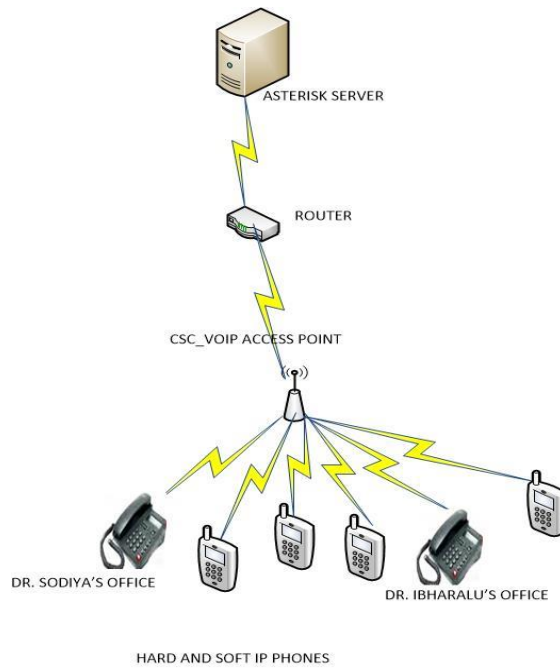 ASTERISK SERVER
ROUTER
CSC_VOIP ACCESS POINT
DR. SODIYA'S OFFICE
DR. IBHARALU'S OFFICE
HARD AND SOFT IP PHONES